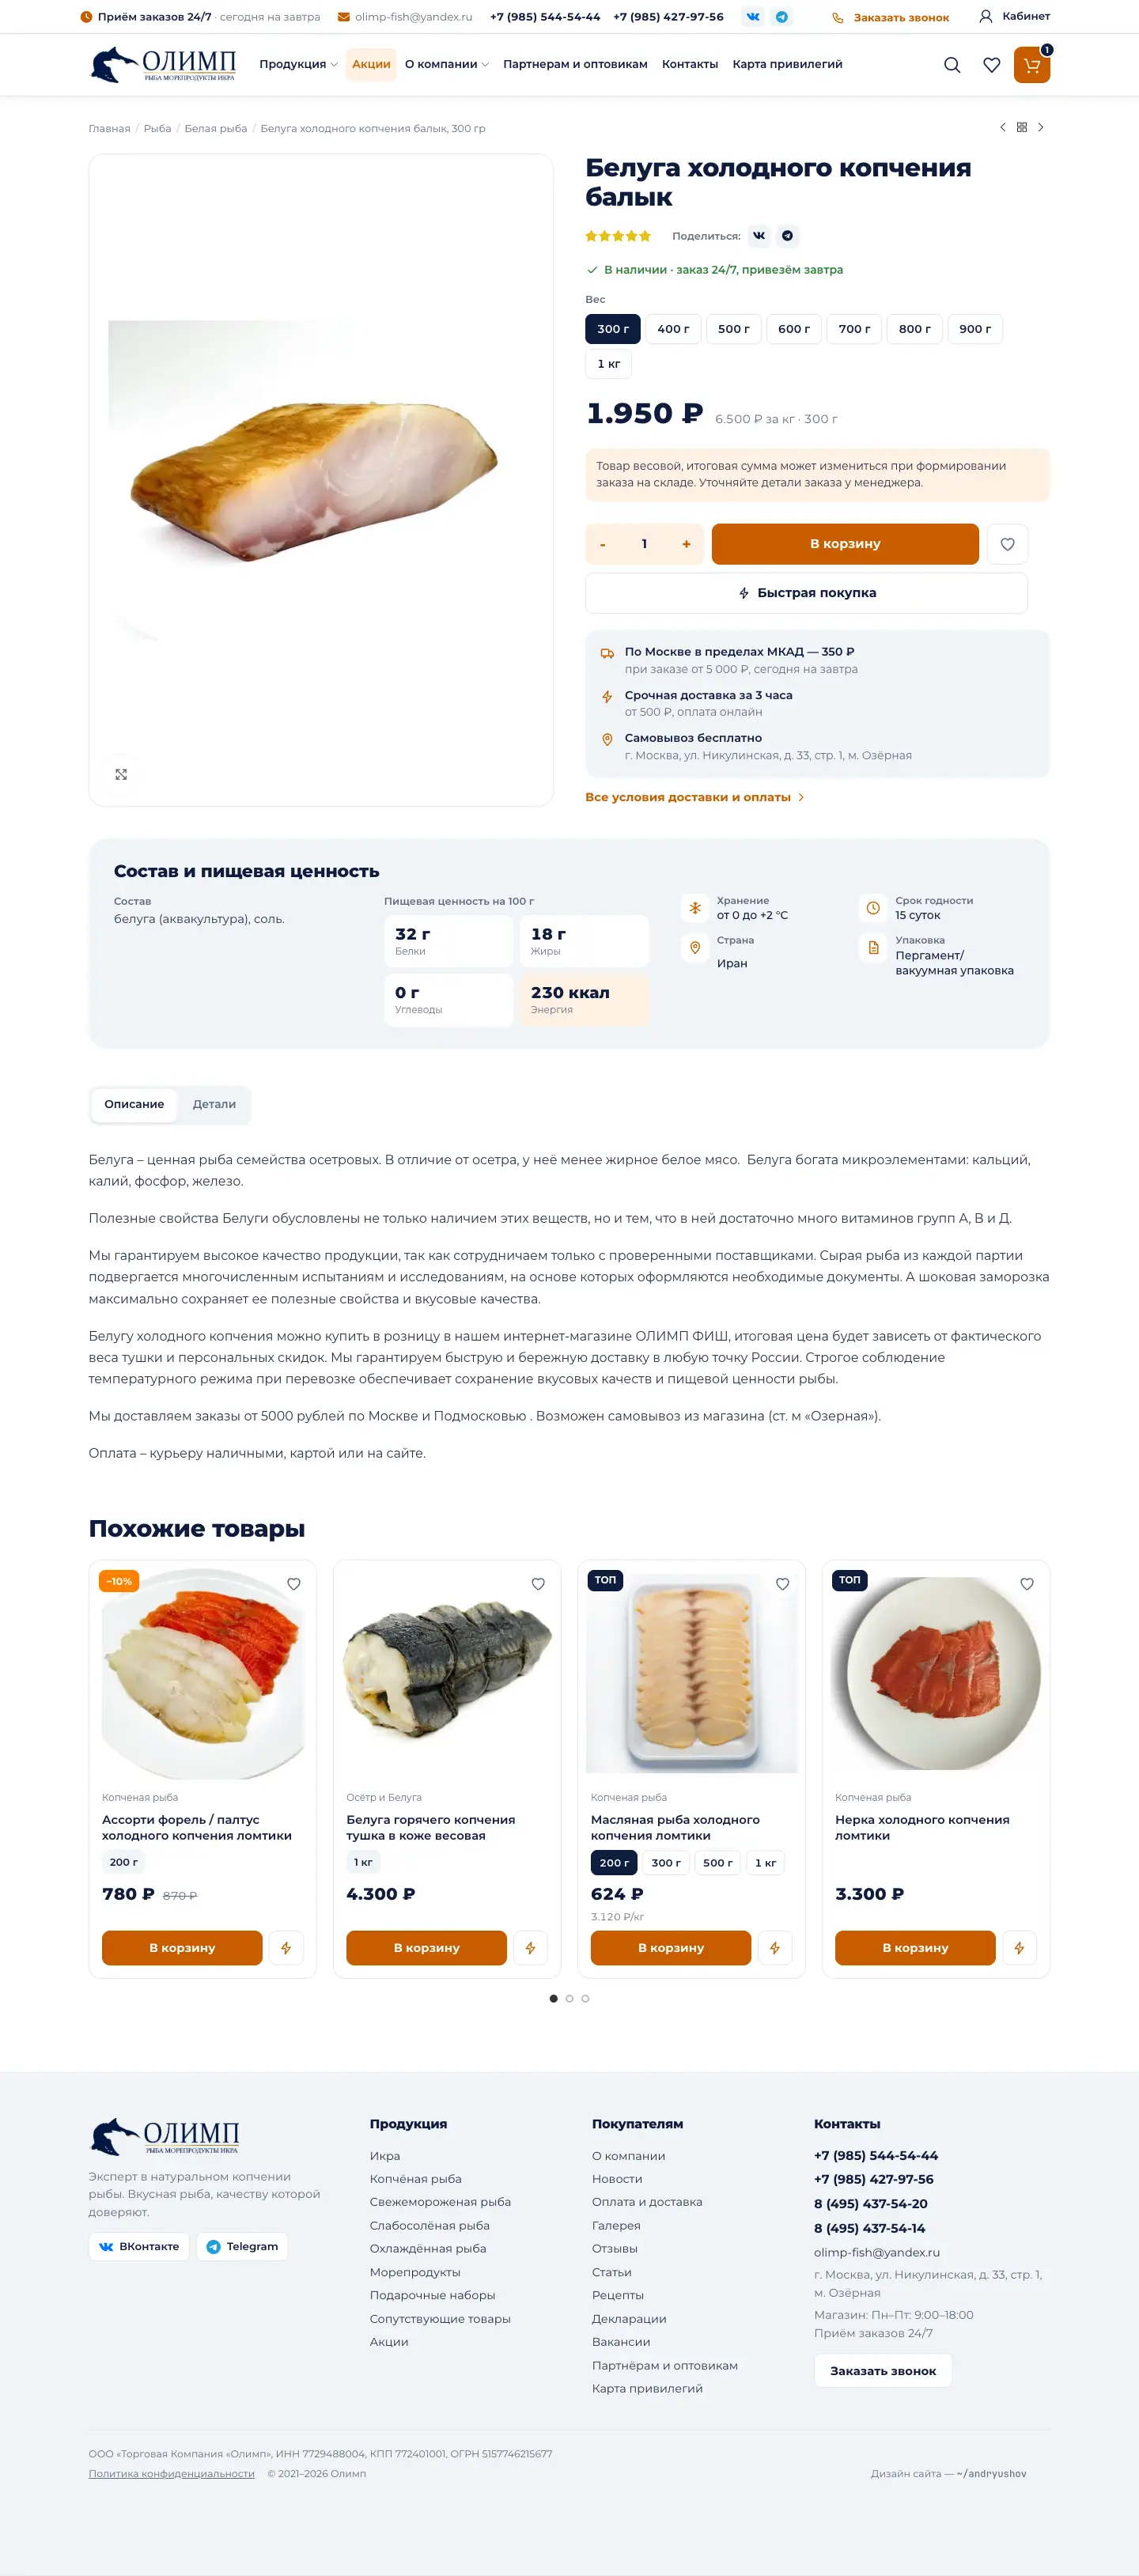 Приём заказов 24/7 · сегодня на завтра
olimp-fish@yandex.ru
+7 (985) 544-54-44
+7 (985) 427-97-56
Заказать звонок
Кабинет
ОЛИМП
РЫБА МОРЕПРОДУКТЫ ИКРА
Продукция
Акции
О компании
Партнерам и оптовикам
Контакты
Карта привилегий
1
Главная / Рыба / Белая рыба / Белуга холодного копчения балык, 300 гр
Белуга холодного копчения
балык
Поделиться:
В наличии · заказ 24/7, привезём завтра
Вес
300 г
400 г
500 г
600 г
700 г
800 г
900 г
1 кг
1.950 ₽ 6.500 ₽ за кг · 300 г
Товар весовой, итоговая сумма может измениться при формировании
заказа на складе. Уточняйте детали заказа у менеджера.
- 1 +
В корзину
Быстрая покупка
По Москве в пределах МКАД — 350 ₽
при заказе от 5 000 ₽, сегодня на завтра
Срочная доставка за 3 часа
от 500 ₽, оплата онлайн
Самовывоз бесплатно
г. Москва, ул. Никулинская, д. 33, стр. 1, м. Озёрная
Все условия доставки и оплаты
Состав и пищевая ценность
Состав
белуга (аквакультура), соль.
Пищевая ценность на 100 г
32 г
Белки
18 г
Жиры
0 г
Углеводы
230 ккал
Энергия
Хранение
от 0 до +2 °C
Срок годности
15 суток
Страна
Иран
Упаковка
Пергамент/
вакуумная упаковка
Описание
Детали
Белуга – ценная рыба семейства осетровых. В отличие от осетра, у неё менее жирное белое мясо.  Белуга богата микроэлементами: кальций,
калий, фосфор, железо.
Полезные свойства Белуги обусловлены не только наличием этих веществ, но и тем, что в ней достаточно много витаминов групп А, В и Д.
Мы гарантируем высокое качество продукции, так как сотрудничаем только с проверенными поставщиками. Сырая рыба из каждой партии
подвергается многочисленным испытаниям и исследованиям, на основе которых оформляются необходимые документы. А шоковая заморозка
максимально сохраняет ее полезные свойства и вкусовые качества.
Белугу холодного копчения можно купить в розницу в нашем интернет-магазине ОЛИМП ФИШ, итоговая цена будет зависеть от фактического
веса тушки и персональных скидок. Мы гарантируем быструю и бережную доставку в любую точку России. Строгое соблюдение
температурного режима при перевозке обеспечивает сохранение вкусовых качеств и пищевой ценности рыбы.
Мы доставляем заказы от 5000 рублей по Москве и Подмосковью . Возможен самовывоз из магазина (ст. м «Озерная»).
Оплата – курьеру наличными, картой или на сайте.
Похожие товары
−10%
Копченая рыба
Ассорти форель / палтус
холодного копчения ломтики
200 г
780 ₽ 870 ₽
В корзину
Осётр и Белуга
Белуга горячего копчения
тушка в коже весовая
1 кг
4.300 ₽
В корзину
ТОП
Копченая рыба
Масляная рыба холодного
копчения ломтики
200 г
300 г
500 г
1 кг
624 ₽
3.120 ₽/кг
В корзину
ТОП
Копченая рыба
Нерка холодного копчения
ломтики
3.300 ₽
В корзину
ОЛИМП
РЫБА МОРЕПРОДУКТЫ ИКРА
Эксперт в натуральном копчении
рыбы. Вкусная рыба, качеству которой
доверяют.
ВКонтакте
Telegram
Продукция
Икра
Копчёная рыба
Свежемороженая рыба
Слабосолёная рыба
Охлаждённая рыба
Морепродукты
Подарочные наборы
Сопутствующие товары
Акции
Покупателям
О компании
Новости
Оплата и доставка
Галерея
Отзывы
Статьи
Рецепты
Декларации
Вакансии
Партнёрам и оптовикам
Карта привилегий
Контакты
+7 (985) 544-54-44
+7 (985) 427-97-56
8 (495) 437-54-20
8 (495) 437-54-14
olimp-fish@yandex.ru
г. Москва, ул. Никулинская, д. 33, стр. 1,
м. Озёрная
Магазин: Пн–Пт: 9:00–18:00
Приём заказов 24/7
Заказать звонок
ООО «Торговая Компания «Олимп», ИНН 7729488004, КПП 772401001, ОГРН 5157746215677
Политика конфиденциальности
© 2021–2026 Олимп
Дизайн сайта — ~/andryushov